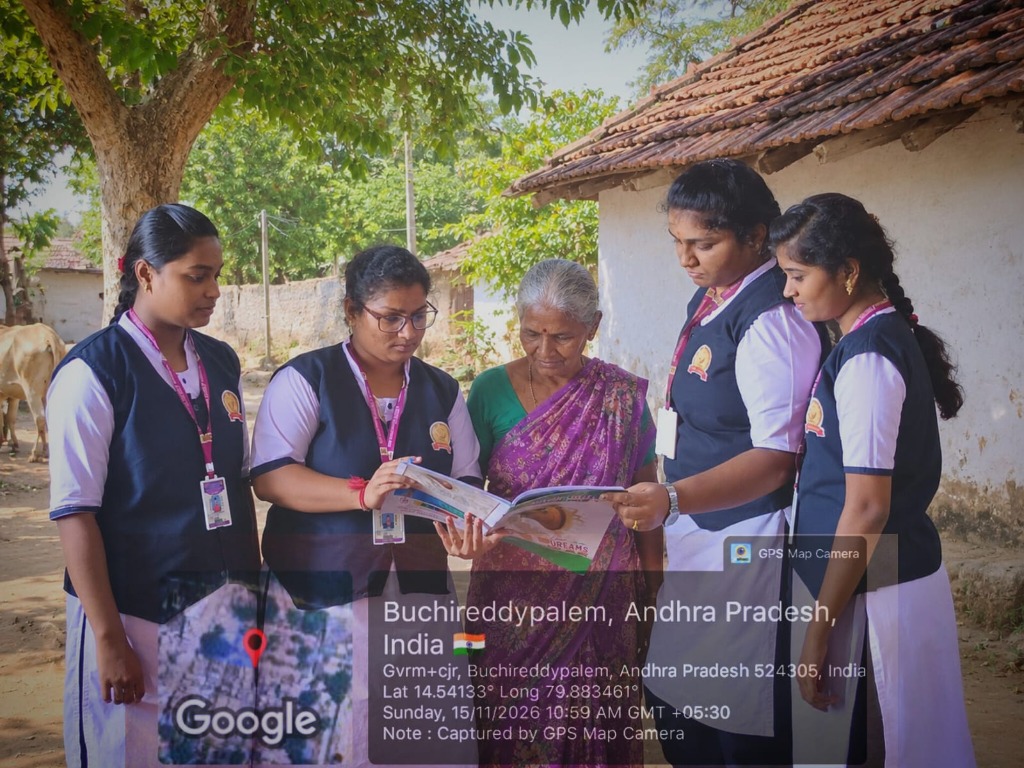 DREAMS
GPS Map Camera
Buchireddypalem, Andhra Pradesh,
India
Gvrm+cjr, Buchireddypalem, Andhra Pradesh 524305, India
Lat 14.54133° Long 79.883461°
Sunday, 15/11/2026 10:59 AM GMT +05:30
Note : Captured by GPS Map Camera
Google